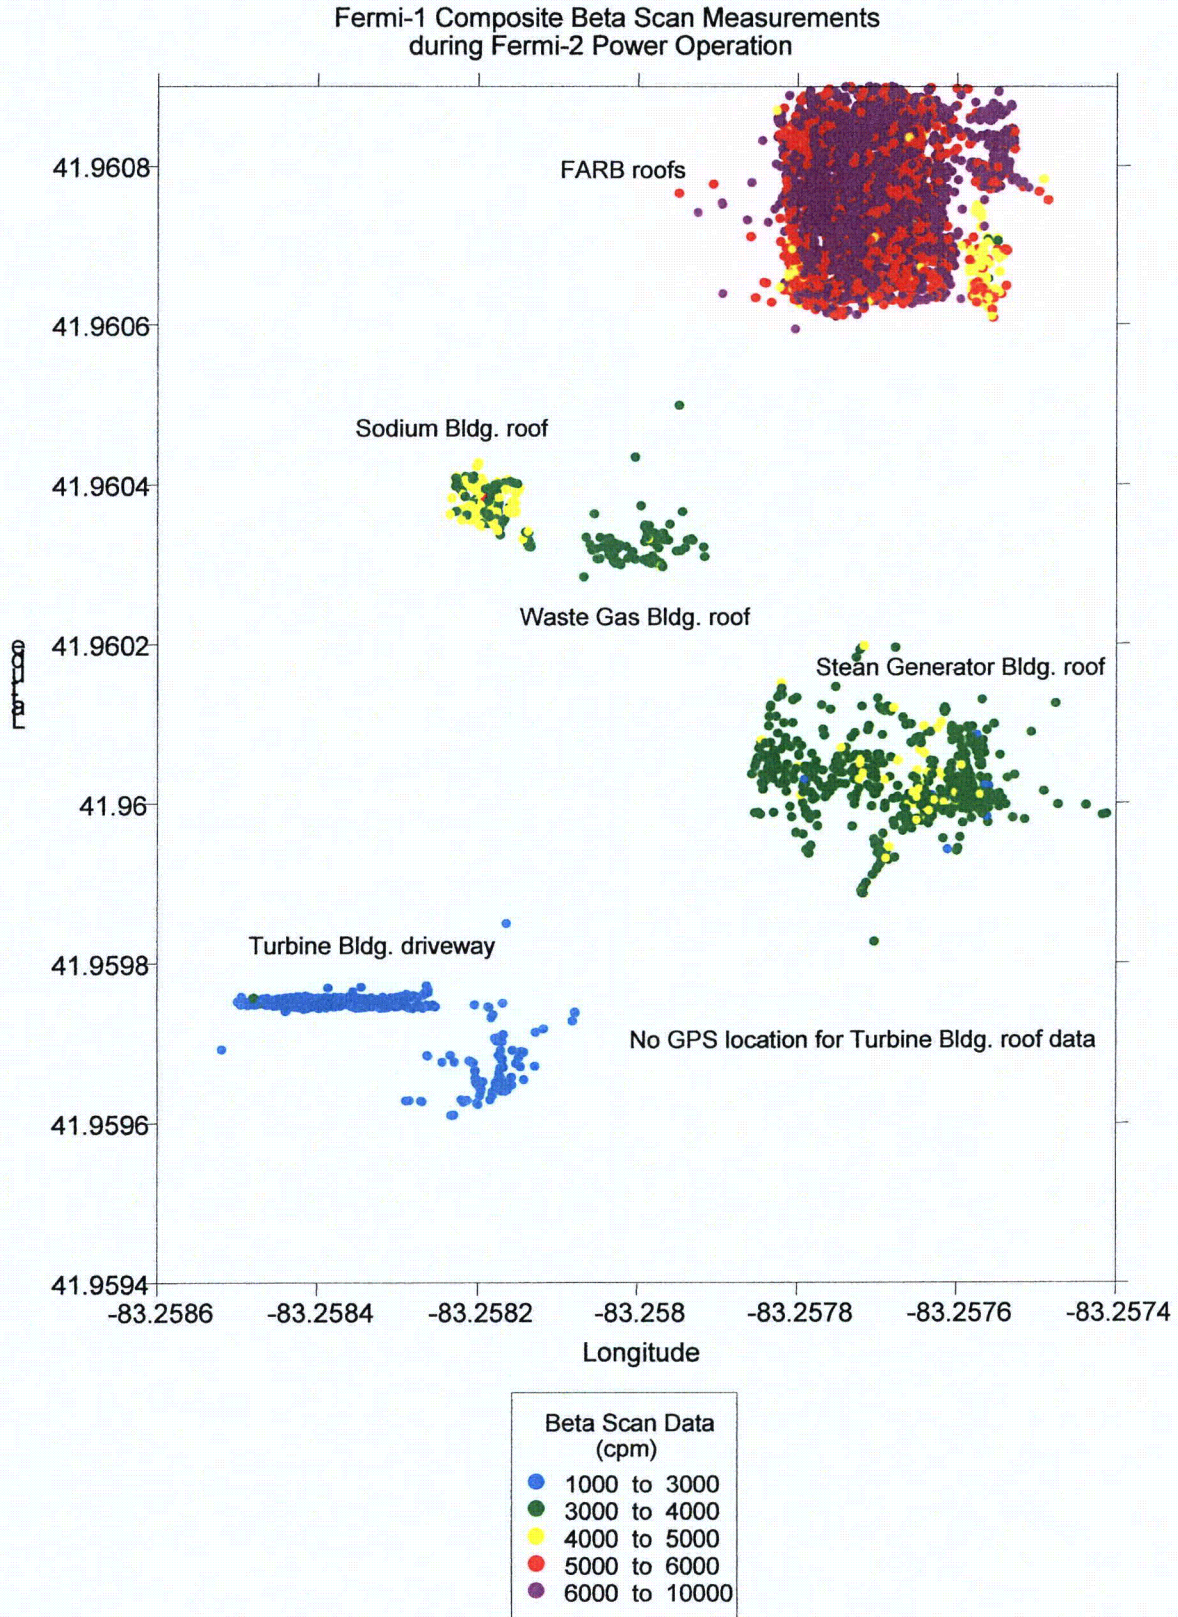 Fermi-1 Composite Beta Scan Measurements
during Fermi-2 Power Operation
41.9608
FARB roofs
41.9606
Sodium Bldg. roof
41.9604
Waste Gas Bldg. roof
41.9602
Stean Generator Bldg. roof
Latitude
41.96
Turbine Bldg. driveway
41.9598
No GPS location for Turbine Bldg. roof data
41.9596
41.9594
-83.2586 -83.2584 -83.2582 -83.258 -83.2578 -83.2576 -83.2574
Longitude
Beta Scan Data
(cpm)
1000 to 3000
3000 to 4000
4000 to 5000
5000 to 6000
6000 to 10000